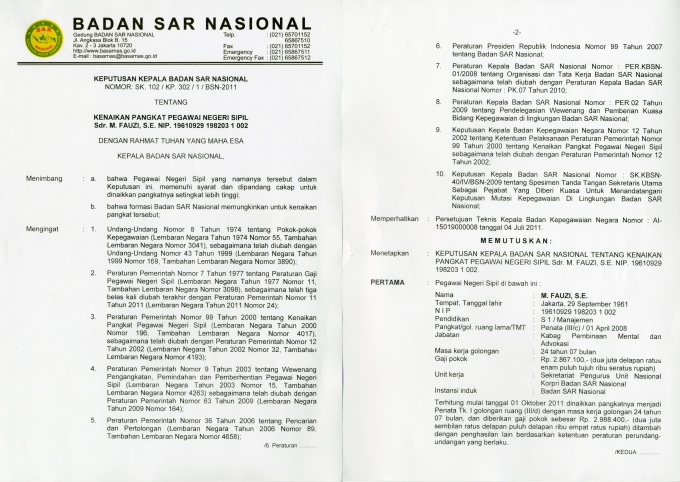 BADAN SAR NASIONAL
Gedung BADAN SAR NASIONAL Telp. : (021) 65701152
Jl. Angkasa Blok B. 15 65867510
Kav. 2 - 3 Jakarta 10720 Fax : (021) 65701152
http://www.basarnas.go.id Emergency : (021) 65867511
E-mail : basarnas@basarnas.go.id Emergency Fax : (021) 65867512
KEPUTUSAN KEPALA BADAN SAR NASIONAL
NOMOR: SK. 102 / KP. 302 / 1 / BSN-2011
TENTANG
KENAIKAN PANGKAT PEGAWAI NEGERI SIPIL
Sdr. M. FAUZI, S.E. NIP. 19610929 198203 1 002
DENGAN RAHMAT TUHAN YANG MAHA ESA
KEPALA BADAN SAR NASIONAL,
Menimbang : a. bahwa Pegawai Negeri Sipil yang namanya tersebut dalam
Keputusan ini, memenuhi syarat dan dipandang cakap untuk
dinaikkan pangkatnya setingkat lebih tinggi;
b. bahwa formasi Badan SAR Nasional memungkinkan untuk kenaikan
pangkat tersebut;
Mengingat : 1. Undang-Undang Nomor 8 Tahun 1974 tentang Pokok-pokok
Kepegawaian (Lembaran Negara Tahun 1974 Nomor 55, Tambahan
Lembaran Negara Nomor 3041), sebagaimana telah diubah dengan
Undang-Undang Nomor 43 Tahun 1999 (Lembaran Negara Tahun
1999 Nomor 169, Tambahan Lembaran Negara Nomor 3890);
2. Peraturan Pemerintah Nomor 7 Tahun 1977 tentang Peraturan Gaji
Pegawai Negeri Sipil (Lembaran Negara Tahun 1977 Nomor 11,
Tambahan Lembaran Negara Nomor 3098), sebagaimana telah tiga
belas kali diubah terakhir dengan Peraturan Pemerintah Nomor 11
Tahun 2011 (Lembaran Negara Tahun 2011 Nomor 24);
3. Peraturan Pemerintah Nomor 99 Tahun 2000 tentang Kenaikan
Pangkat Pegawai Negeri Sipil (Lembaran Negara Tahun 2000
Nomor 196, Tambahan Lembaran Negara Nomor 4017),
sebagaimana telah diubah dengan Peraturan Pemerintah Nomor 12
Tahun 2002 (Lembaran Negara Tahun 2002 Nomor 32, Tambahan
Lembaran Negara Nomor 4193);
4. Peraturan Pemerintah Nomor 9 Tahun 2003 tentang Wewenang
Pengangkatan, Pemindahan dan Pemberhentian Pegawai Negeri
Sipil (Lembaran Negara Tahun 2003 Nomor 15, Tambahan
Lembaran Negara Nomor 4263) sebagaimana telah diubah dengan
Peraturan Pemerintah Nomor 63 Tahun 2009 (Lembaran Negara
Tahun 2009 Nomor 164);
5. Peraturan Pemerintah Nomor 36 Tahun 2006 tentang Pencarian
dan Pertolongan (Lembaran Negara Tahun 2006 Nomor 89,
Tambahan Lembaran Negara Nomor 4658);
/6. Peraturan ............
-2-
6. Peraturan Presiden Republik Indonesia Nomor 99 Tahun 2007
tentang Badan SAR Nasional;
7. Peraturan Kepala Badan SAR Nasional Nomor : PER.KBSN-
01/2008 tentang Organisasi dan Tata Kerja Badan SAR Nasional
sebagaimana telah diubah dengan Peraturan Kepala Badan SAR
Nasional Nomor : PK.07 Tahun 2010;
8. Peraturan Kepala Badan SAR Nasional Nomor : PER.02 Tahun
2009 tentang Pendelegasian Wewenang dan Pemberian Kuasa
Bidang Kepegawaian di lingkungan Badan SAR Nasional;
9. Keputusan Kepala Badan Kepegawaian Negara Nomor 12 Tahun
2002 tentang Ketentuan Pelaksanaan Peraturan Pemerintah Nomor
99 Tahun 2000 tentang Kenaikan Pangkat Pegawai Negeri Sipil
sebagaimana telah diubah dengan Peraturan Pemerintah Nomor 12
Tahun 2002;
10. Keputusan Kepala Badan SAR Nasional Nomor : SK.KBSN-
40/IV/BSN-2009 tentang Spesimen Tanda Tangan Sekretaris Utama
Sebagai Pejabat Yang Diberi Kuasa Untuk Menandatangani
Keputusan Mutasi Kepegawaian Di Lingkungan Badan SAR
Nasional;
Memperhatikan : Persetujuan Teknis Kepala Badan Kepegawaian Negara Nomor : AI-
15019000008 tanggal 04 Juli 2011.
MEMUTUSKAN:
Menetapkan : KEPUTUSAN KEPALA BADAN SAR NASIONAL TENTANG KENAIKAN
PANGKAT PEGAWAI NEGERI SIPIL Sdr. M. FAUZI, S.E. NIP. 19610929
198203 1 002.
PERTAMA : Pegawai Negeri Sipil di bawah ini :
Nama : M. FAUZI, S.E.
Tempat, Tanggal lahir : Jakarta, 29 September 1961
N I P : 19610929 198203 1 002
Pendidikan : S 1 / Manajemen
Pangkat/gol. ruang lama/TMT : Penata (III/c) / 01 April 2008
Jabatan : Kabag Pembinaan Mental dan
Advokasi
Masa kerja golongan : 24 tahun 07 bulan
Gaji pokok : Rp. 2.867.100,- (dua juta delapan ratus
enam puluh tujuh ribu seratus rupiah)
Unit kerja : Sekretariat Pengurus Unit Nasional
Korpri Badan SAR Nasional
Instansi induk : Badan SAR Nasional
Terhitung mulai tanggal 01 Oktober 2011 dinaikkan pangkatnya menjadi
Penata Tk. I golongan ruang (III/d) dengan masa kerja golongan 24 tahun
07 bulan, dan diberikan gaji pokok sebesar Rp. 2.988.400,- (dua juta
sembilan ratus delapan puluh delapan ribu empat ratus rupiah) ditambah
dengan penghasilan lain berdasarkan ketentuan peraturan perundang-
undangan yang berlaku.
/KEDUA ............